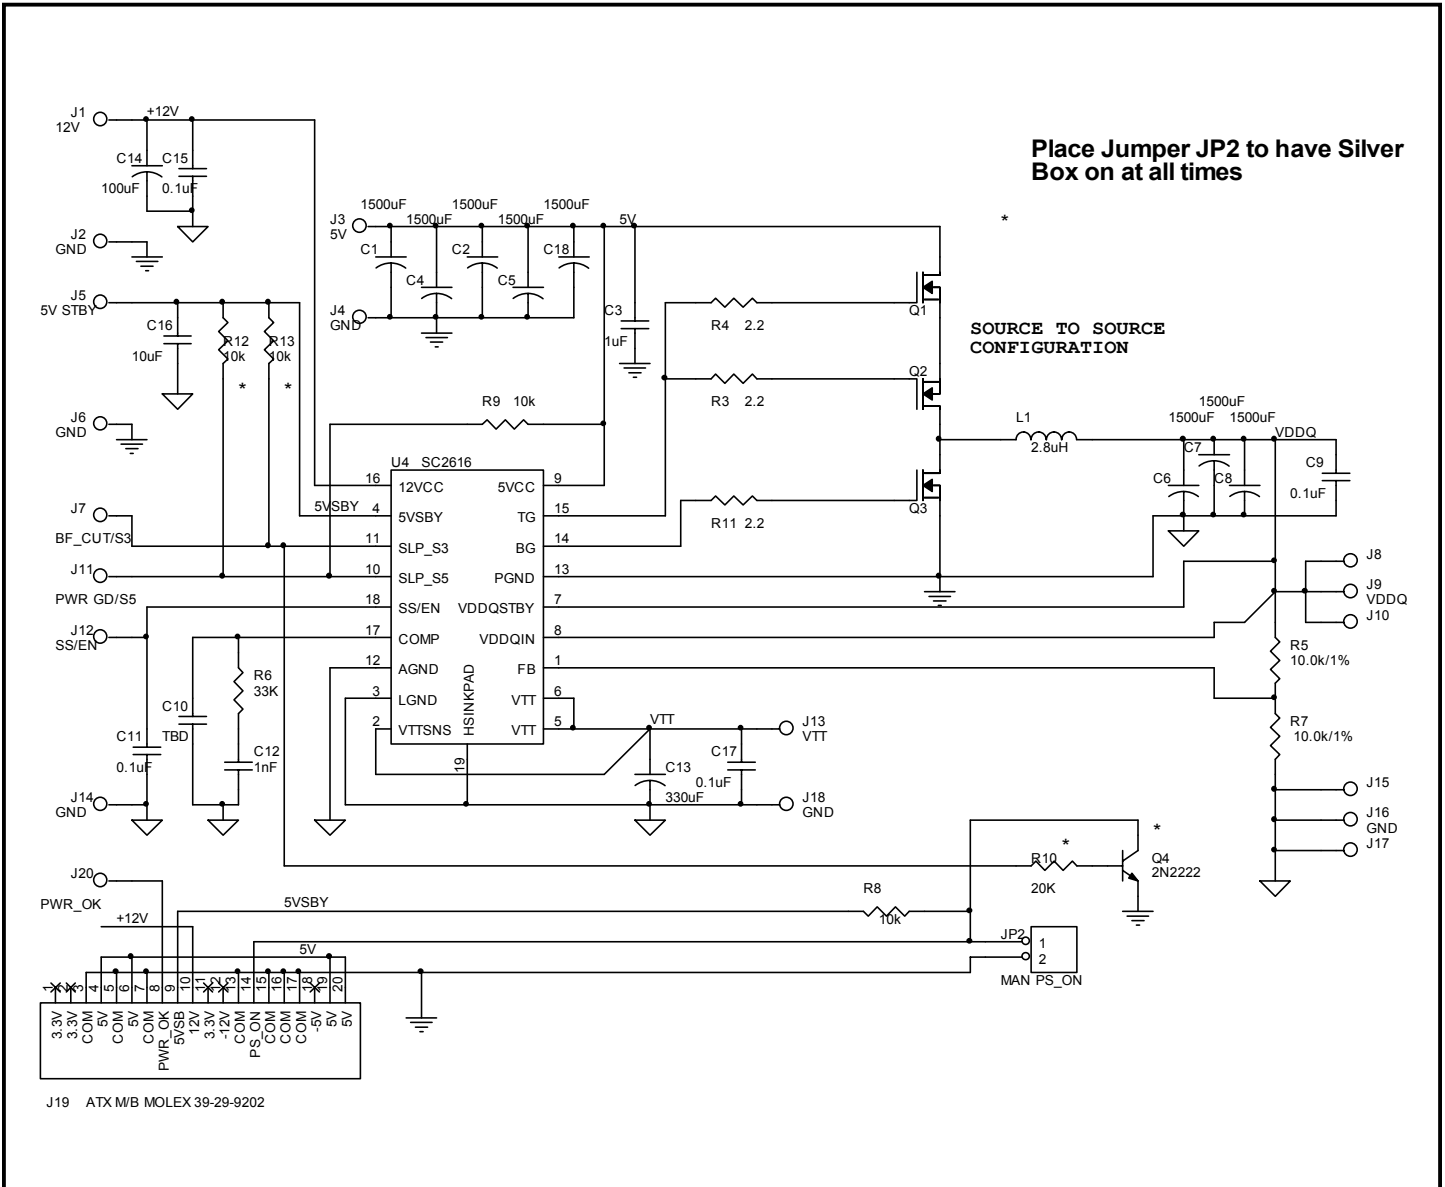 Place Jumper JP2 to have Silver
Box on at all times
J1
12V
+12V
C14
C15
100uF
0.1uF
J2
GND
J5
5V STBY
C16
10uF
R12
10k
*
R13
10k
*
J6
GND
J7
BF_CUT/S3
J11
PWR GD/S5
J12
SS/EN
J14
GND
J20
PWR_OK
J3
5V
1500uF
1500uF
1500uF
1500uF
1500uF
5V
C1
C4
C2
C5
C18
J4
GND
C3
1uF
R9 10k
R4 2.2
R3 2.2
R11 2.2
Q1
Q2
Q3
*
SOURCE TO SOURCE
CONFIGURATION
L1
2.8uH
1500uF
1500uF
1500uF
VDDQ
C7
C6
C8
C9
0.1uF
U4 SC2616
5VSBY
16
12VCC
4
5VSBY
11
SLP_S3
10
SLP_S5
18
SS/EN
17
COMP
12
AGND
3
LGND
2
VTTSNS
HSINKPAD
19
5VCC
9
TG
15
BG
14
PGND
13
VDDQSTBY
7
VDDQIN
8
FB
1
VTT
6
VTT
5
J8
J9
VDDQ
J10
R5
10.0k/1%
R7
10.0k/1%
J15
J16
GND
J17
R6
33K
C10
TBD
C11
0.1uF
C12
1nF
VTT
J13
VTT
C13
330uF
C17
0.1uF
J18
GND
R10
*
20K
*
Q4
2N2222
R8
10k
5VSBY
+12V
5V
JP2
1
2
MAN PS_ON
1
2
3
4
5
6
7
8
9
10
11
12
13
14
15
16
17
18
19
20
3.3V
3.3V
COM
5V
COM
5V
COM
PWR_OK
5VSB
12V
3.3V
-12V
COM
PS_ON
COM
COM
COM
-5V
5V
5V
J19 ATX M/B MOLEX 39-29-9202